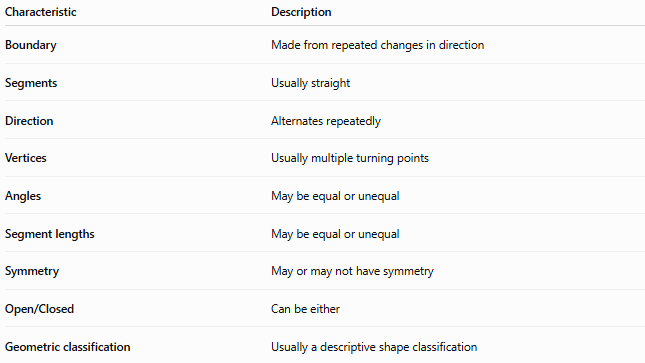 Characteristic Description
Boundary Made from repeated changes in direction
Segments Usually straight
Direction Alternates repeatedly
Vertices Usually multiple turning points
Angles May be equal or unequal
Segment lengths May be equal or unequal
Symmetry May or may not have symmetry
Open/Closed Can be either
Geometric classification Usually a descriptive shape classification